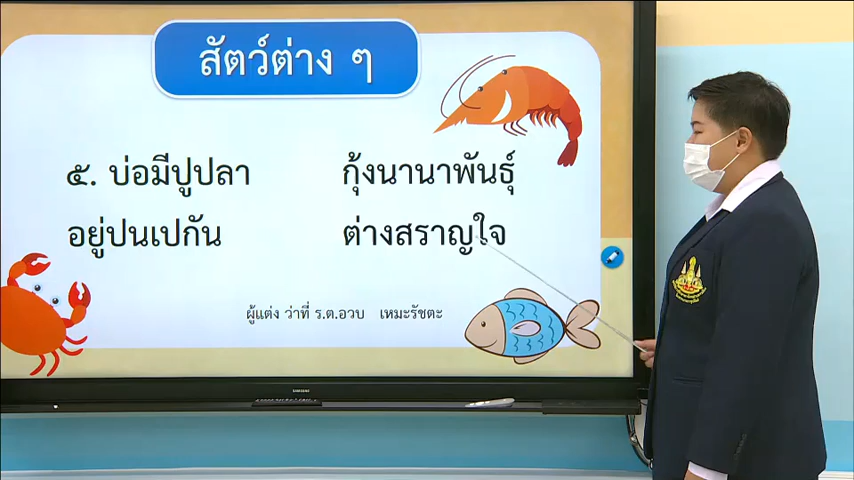 สัตว์ต่าง ๆ
๕. บ่อมีปูปลา กุ้งนานาพันธุ์
อยู่ปนเปกัน ต่างสราญใจ
ผู้แต่ง ว่าที่ ร.ต.อวบ เหมะรัชตะ
SAMSUNG